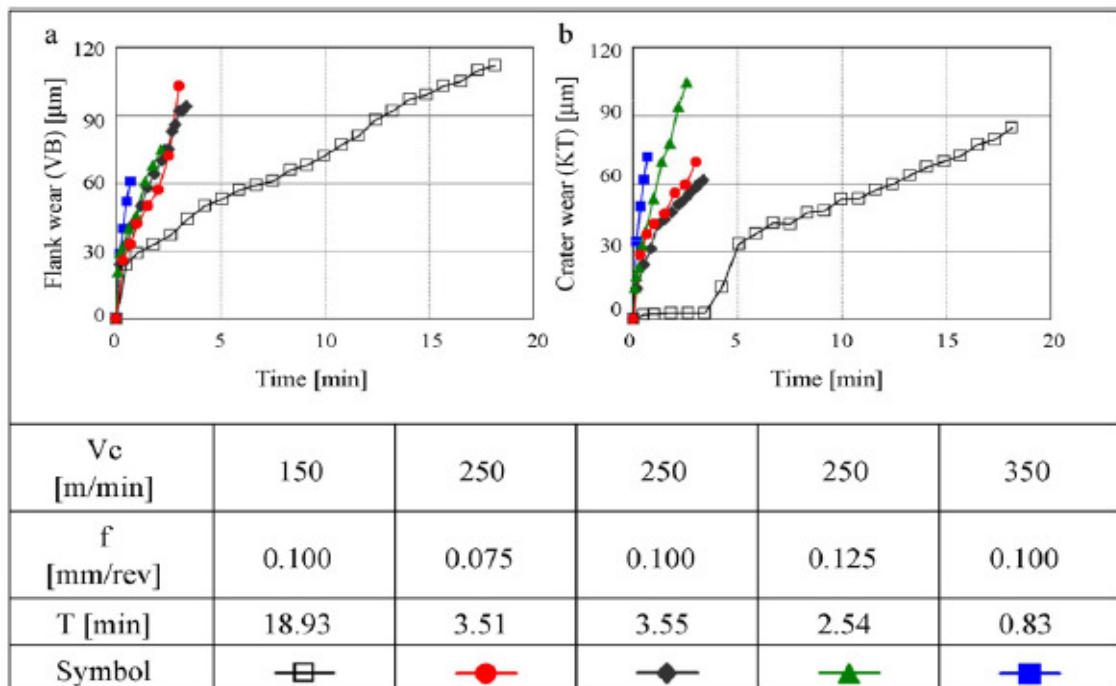 a
b
120
90
60
30
0
Flank wear (VB) [µm]
0 5 10 15 20
Time [min]
120
90
60
30
0
Crater wear (KT) [µm]
0 5 10 15 20
Time [min]
Vc [m/min] 150 250 250 250 350
f [mm/rev] 0.100 0.075 0.100 0.125 0.100
T [min] 18.93 3.51 3.55 2.54 0.83
Symbol